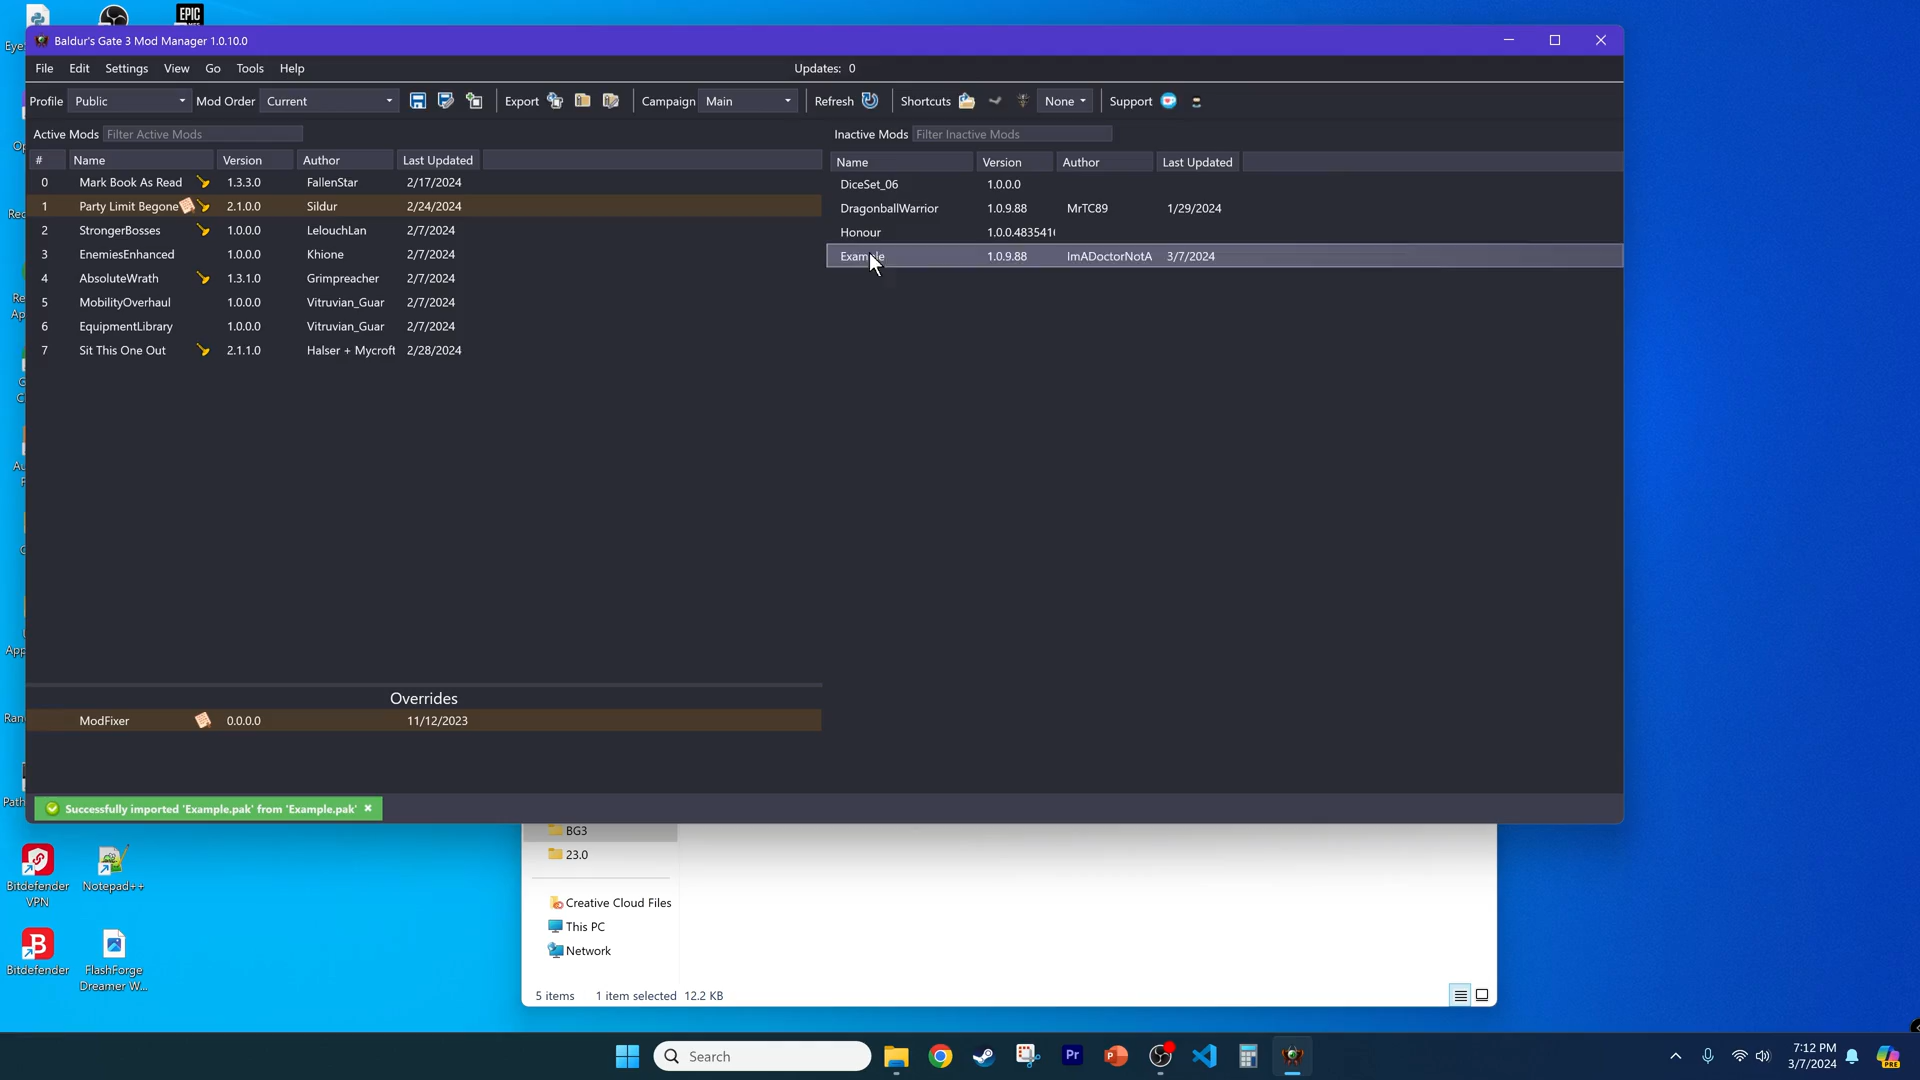 EPIC
Baldur's Gate 3 Mod Manager 1.0.10.0
File Edit Settings View Go Tools Help Updates: 0
Profile Public Mod Order Current Export Campaign Main Refresh Shortcuts None Support
Active Mods Filter Active Mods
# Name Version Author Last Updated
0 Mark Book As Read 1.3.3.0 FallenStar 2/17/2024
1 Party Limit Begone 2.1.0.0 Sildur 2/24/2024
2 StrongerBosses 1.0.0.0 LelouchLan 2/7/2024
3 EnemiesEnhanced 1.0.0.0 Khione 2/7/2024
4 AbsoluteWrath 1.3.1.0 Grimpreacher 2/7/2024
5 MobilityOverhaul 1.0.0.0 Vitruvian_Guar 2/7/2024
6 EquipmentLibrary 1.0.0.0 Vitruvian_Guar 2/7/2024
7 Sit This One Out 2.1.1.0 Halser + Mycroft 2/28/2024
Inactive Mods Filter Inactive Mods
Name Version Author Last Updated
DiceSet_06 1.0.0.0
DragonballWarrior 1.0.9.88 MrTC89 1/29/2024
Honour 1.0.0.4835416
Example 1.0.9.88 ImADoctorNotA 3/7/2024
Overrides
ModFixer 0.0.0.0 11/12/2023
Successfully imported 'Example.pak' from 'Example.pak'
BG3
23.0
Creative Cloud Files
This PC
Network
5 items 1 item selected 12.2 KB
Bitdefender
VPN
Notepad++
Bitdefender
FlashForge
Dreamer W...
Search
Pr
7:12 PM
3/7/2024
PRE